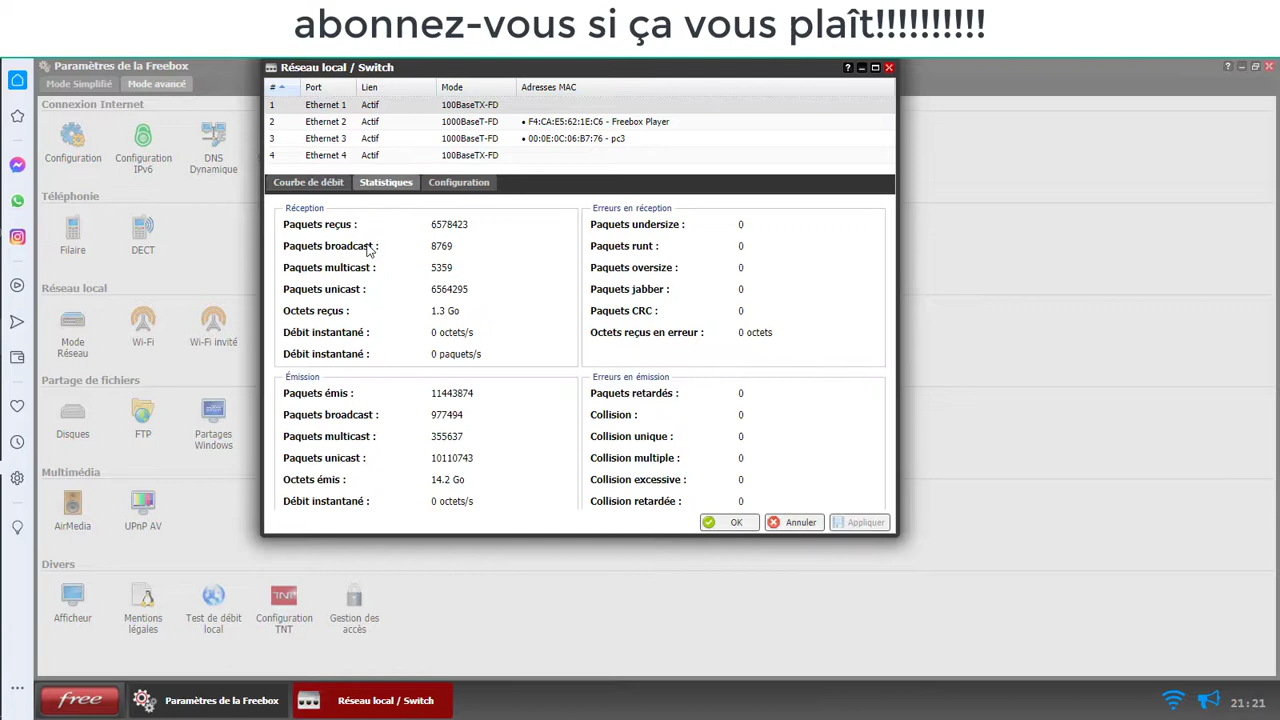 abonnez-vous si ça vous plaît!!!!!!!!!!
Paramètres de la Freebox
Mode Simplifié Mode avancé
Connexion Internet
Configuration
Configuration IPv6
DNS Dynamique
Téléphonie
Filaire
DECT
Réseau local
Mode Réseau
Wi-Fi
Wi-Fi invité
Partage de fichiers
Disques
FTP
Partages Windows
Multimédia
AirMedia
UPnP AV
Divers
Afficheur
Mentions légales
Test de débit local
Configuration TNT
Gestion des accès
TNT
Réseau local / Switch
# Port Lien Mode Adresses MAC
1 Ethernet 1 Actif 100BaseTX-FD
2 Ethernet 2 Actif 1000BaseT-FD • F4:CA:E5:62:1E:C6 - Freebox Player
3 Ethernet 3 Actif 1000BaseT-FD • 00:0E:0C:06:B7:76 - pc3
4 Ethernet 4 Actif 100BaseTX-FD
Courbe de débit Statistiques Configuration
Réception
Paquets reçus : 6578423
Paquets broadcast : 8769
Paquets multicast : 5359
Paquets unicast : 6564295
Octets reçus : 1.3 Go
Débit instantané : 0 octets/s
Débit instantané : 0 paquets/s
Erreurs en réception
Paquets undersize : 0
Paquets runt : 0
Paquets oversize : 0
Paquets jabber : 0
Paquets CRC : 0
Octets reçus en erreur : 0 octets
Émission
Paquets émis : 11443874
Paquets broadcast : 977494
Paquets multicast : 355637
Paquets unicast : 10110743
Octets émis : 14.2 Go
Débit instantané : 0 octets/s
Erreurs en émission
Paquets retardés : 0
Collision : 0
Collision unique : 0
Collision multiple : 0
Collision excessive : 0
Collision retardée : 0
OK Annuler Appliquer
free Paramètres de la Freebox Réseau local / Switch 21:21